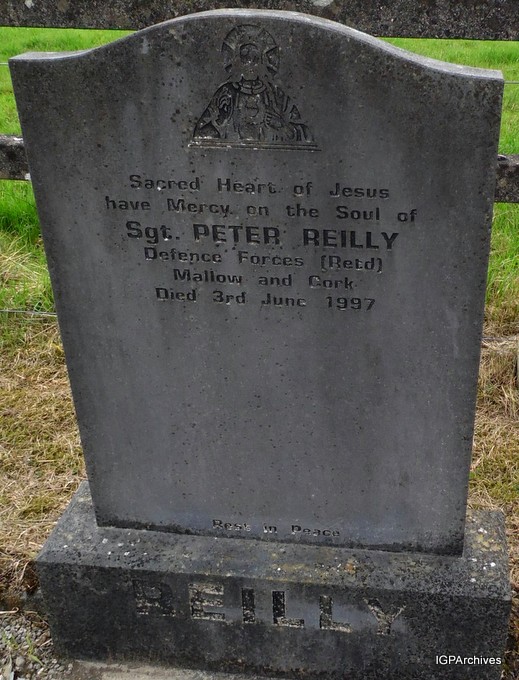 Sacred Heart of Jesus
have Mercy on the Soul of
Sgt. PETER REILLY
Defence Forces (Retd)
Mallow and Cork
Died 3rd June 1997
Rest in Peace
REILLY
IGPArchives